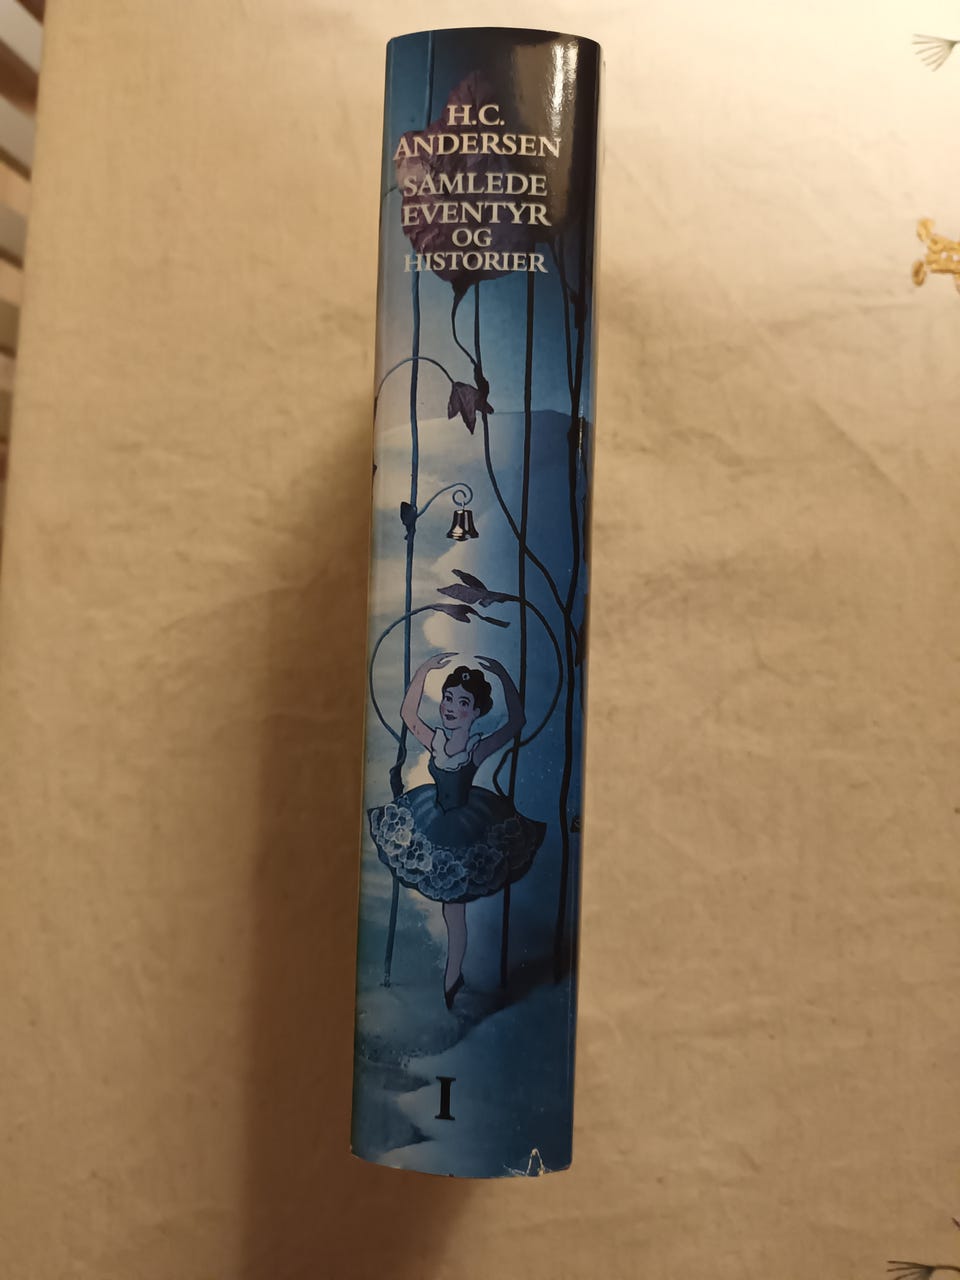 H.C.
ANDERSEN
SAMLEDE
EVENTYR
OG
HISTORIER
I